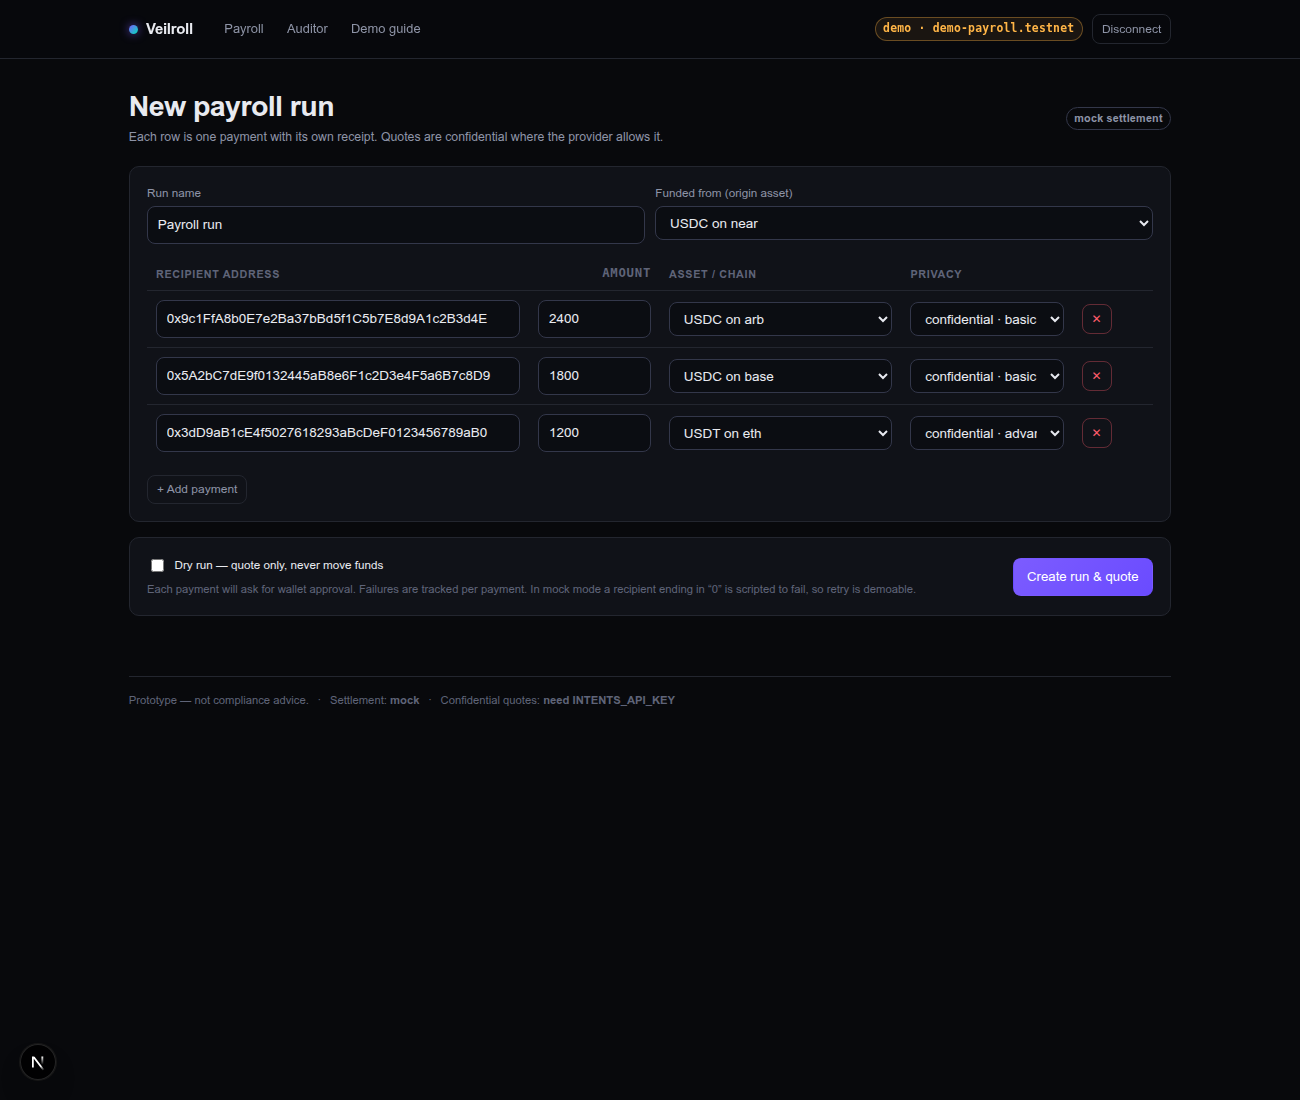 Veilroll Payroll Auditor Demo guide demo · demo-payroll.testnet Disconnect
New payroll run
Each row is one payment with its own receipt. Quotes are confidential where the provider allows it.
mock settlement
Run name Funded from (origin asset)
Payroll run USDC on near
RECIPIENT ADDRESS AMOUNT ASSET / CHAIN PRIVACY
0x9c1FfA8b0E7e2Ba37bBd5f1C5b7E8d9A1c2B3d4E 2400 USDC on arb confidential · basic ✕
0x5A2bC7dE9f0132445aB8e6F1c2D3e4F5a6B7c8D9 1800 USDC on base confidential · basic ✕
0x3dD9aB1cE4f5027618293aBcDeF0123456789aB0 1200 USDT on eth confidential · advar ✕
+ Add payment
Dry run — quote only, never move funds
Each payment will ask for wallet approval. Failures are tracked per payment. In mock mode a recipient ending in “0” is scripted to fail, so retry is demoable.
Create run & quote
Prototype — not compliance advice. · Settlement: mock · Confidential quotes: need INTENTS_API_KEY
N